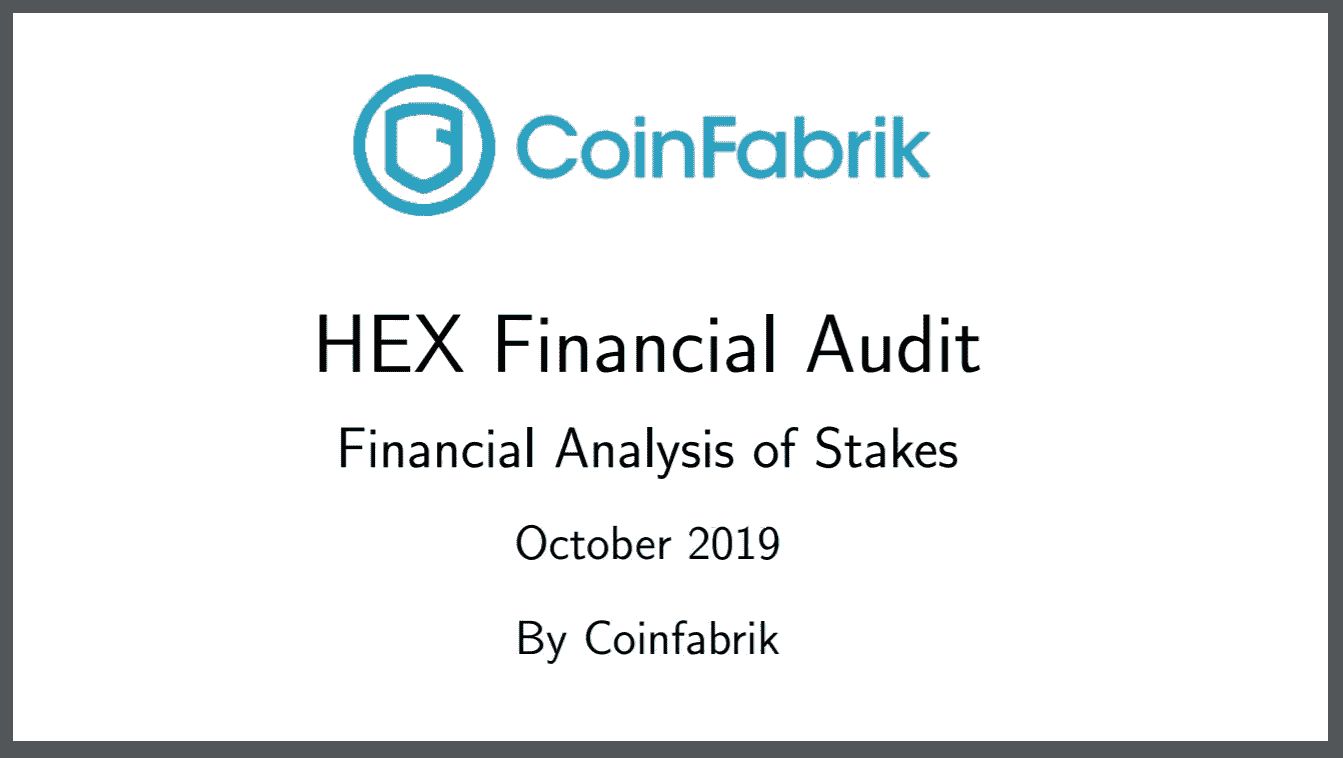 CoinFabrik
HEX Financial Audit
Financial Analysis of Stakes
October 2019
By Coinfabrik